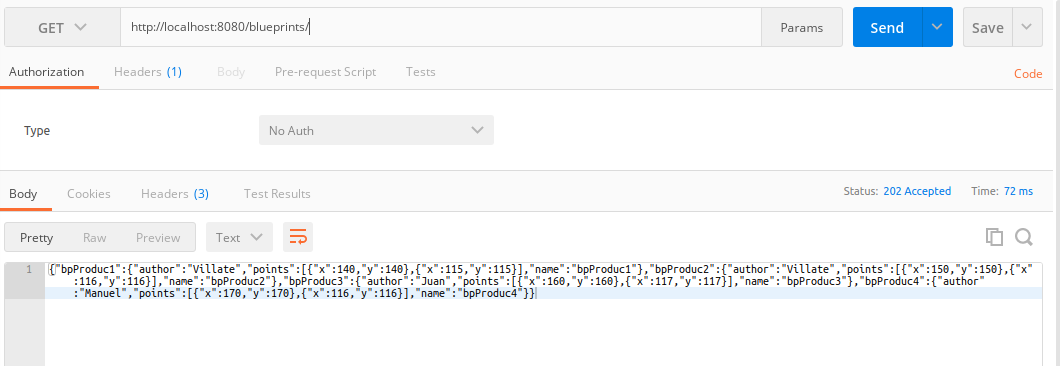 GET http://localhost:8080/blueprints/ Params Send Save
Authorization Headers (1) Body Pre-request Script Tests Code
Type No Auth
Body Cookies Headers (3) Test Results Status: 202 Accepted Time: 72 ms
Pretty Raw Preview Text
1 {"bpProduc1":{"author":"Villate","points":[{"x":140,"y":140},{"x":115,"y":115}],"name":"bpProduc1"},"bpProduc2":{"author":"Villate","points":[{"x":150,"y":150},{"x":
116,"y":116}],"name":"bpProduc2"},"bpProduc3":{"author":"Juan","points":[{"x":160,"y":160},{"x":117,"y":117}],"name":"bpProduc3"},"bpProduc4":{"author"
:"Manuel","points":[{"x":170,"y":170},{"x":116,"y":116}],"name":"bpProduc4"}}